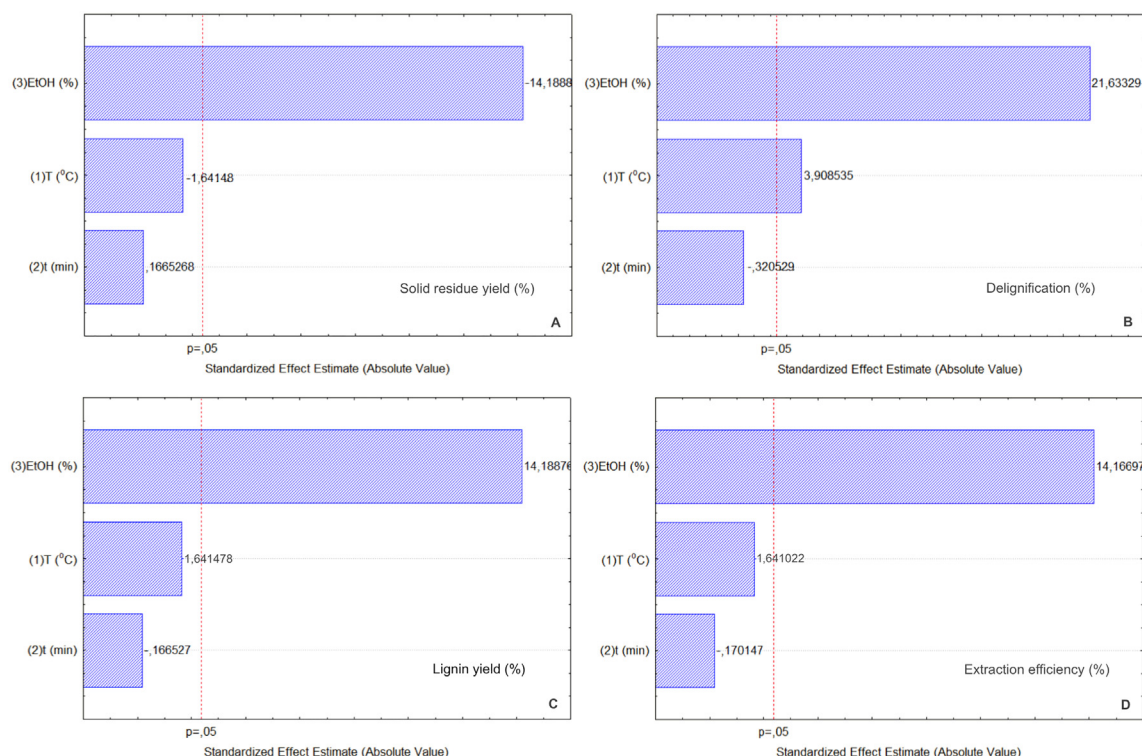 (3)EtOH (%)
-14,1888
(1)T (°C)
-1,64148
(2)t (min)
,1665268
Solid residue yield (%)
A
p=,05
Standardized Effect Estimate (Absolute Value)
(3)EtOH (%)
21,63329
(1)T (°C)
3,908535
(2)t (min)
-,320529
Delignification (%)
B
p=,05
Standardized Effect Estimate (Absolute Value)
(3)EtOH (%)
14,18876
(1)T (°C)
1,641478
(2)t (min)
-,166527
Lignin yield (%)
C
p=,05
Standardized Effect Estimate (Absolute Value)
(3)EtOH (%)
14,16697
(1)T (°C)
1,641022
(2)t (min)
-,170147
Extraction efficiency (%)
D
p=,05
Standardized Effect Estimate (Absolute Value)